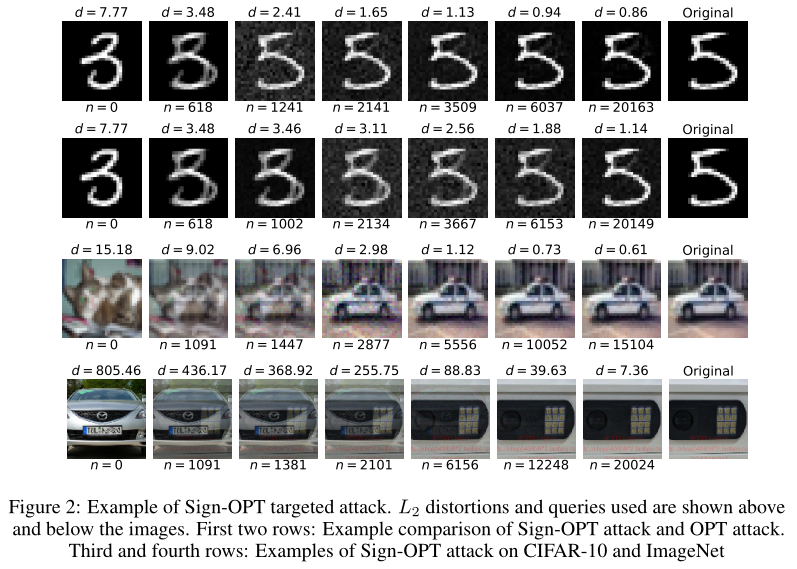 d = 7.77 d = 3.48 d = 2.41 d = 1.65 d = 1.13 d = 0.94 d = 0.86 Original
n = 0 n = 618 n = 1241 n = 2141 n = 3509 n = 6037 n = 20163
d = 7.77 d = 3.48 d = 3.46 d = 3.11 d = 2.56 d = 1.88 d = 1.14 Original
n = 0 n = 618 n = 1002 n = 2134 n = 3667 n = 6153 n = 20149
d = 15.18 d = 9.02 d = 6.96 d = 2.98 d = 1.12 d = 0.73 d = 0.61 Original
n = 0 n = 1091 n = 1447 n = 2877 n = 5556 n = 10052 n = 15104
d = 805.46 d = 436.17 d = 368.92 d = 255.75 d = 88.83 d = 39.63 d = 7.36 Original
n = 0 n = 1091 n = 1381 n = 2101 n = 6156 n = 12248 n = 20024
Figure 2: Example of Sign-OPT targeted attack. L₂ distortions and queries used are shown above
and below the images. First two rows: Example comparison of Sign-OPT attack and OPT attack.
Third and fourth rows: Examples of Sign-OPT attack on CIFAR-10 and ImageNet